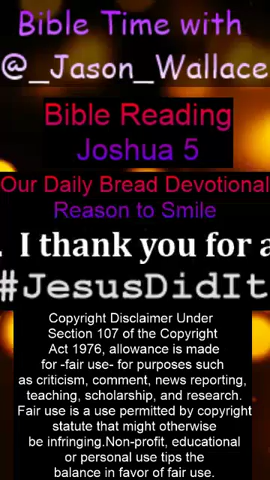 Bible Time with
@_Jason_Wallace
Bible Reading
Joshua 5
Our Daily Bread Devotional
Reason to Smile
. I thank you for a
#JesusDidIt
Copyright Disclaimer Under
Section 107 of the Copyright
Act 1976, allowance is made
for -fair use- for purposes such
as criticism, comment, news reporting,
teaching, scholarship, and research.
Fair use is a use permitted by copyright
statute that might otherwise
be infringing.Non-profit, educational
or personal use tips the
balance in favor of fair use.